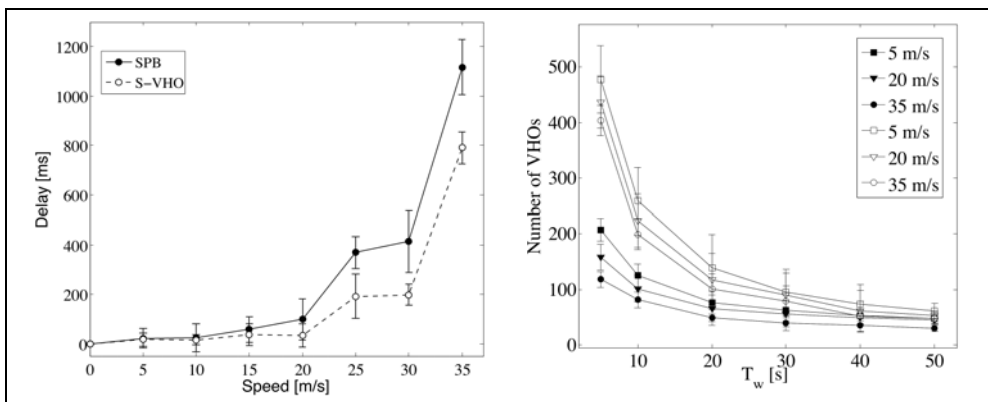 1200
1000
800
600
400
200
0
Delay [ms]
SPB
S-VHO
0 5 10 15 20 25 30 35
Speed [m/s]
500
400
300
200
100
0
Number of VHOs
5 m/s
20 m/s
35 m/s
5 m/s
20 m/s
35 m/s
10 20 30 40 50
T_w [s]